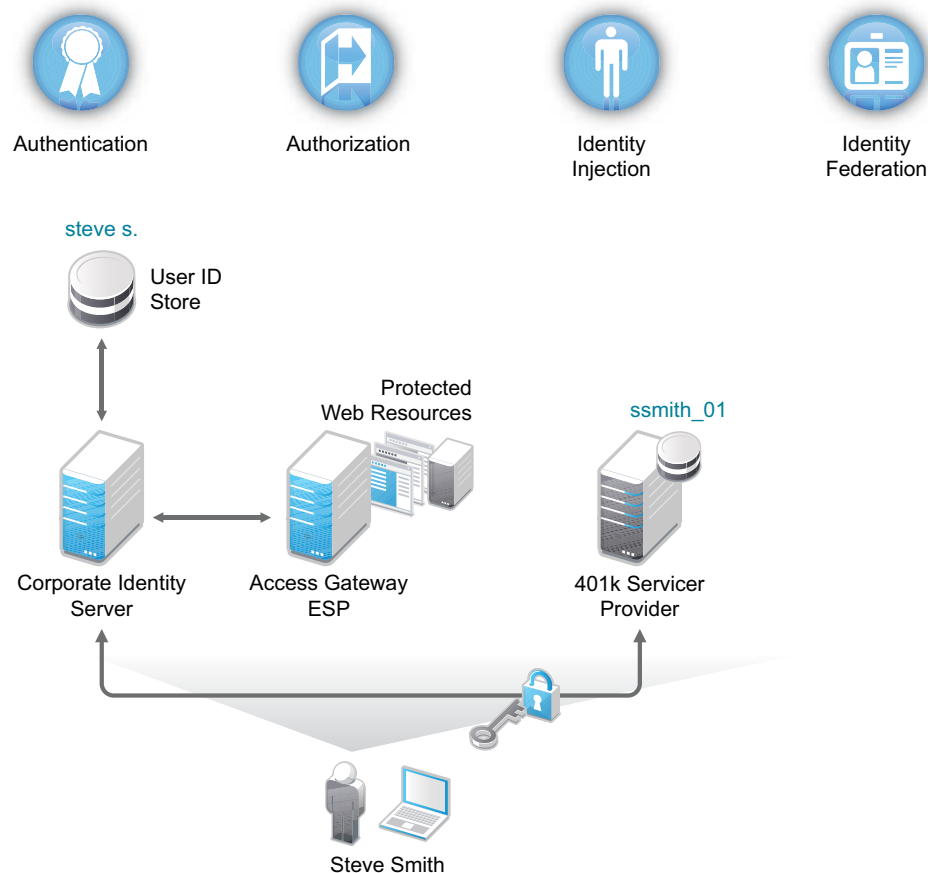 Authentication
Authorization
Identity
Injection
Identity
Federation
steve s.
User ID
Store
Protected
Web Resources
ssmith_01
Corporate Identity
Server
Access Gateway
ESP
401k Servicer
Provider
Steve Smith